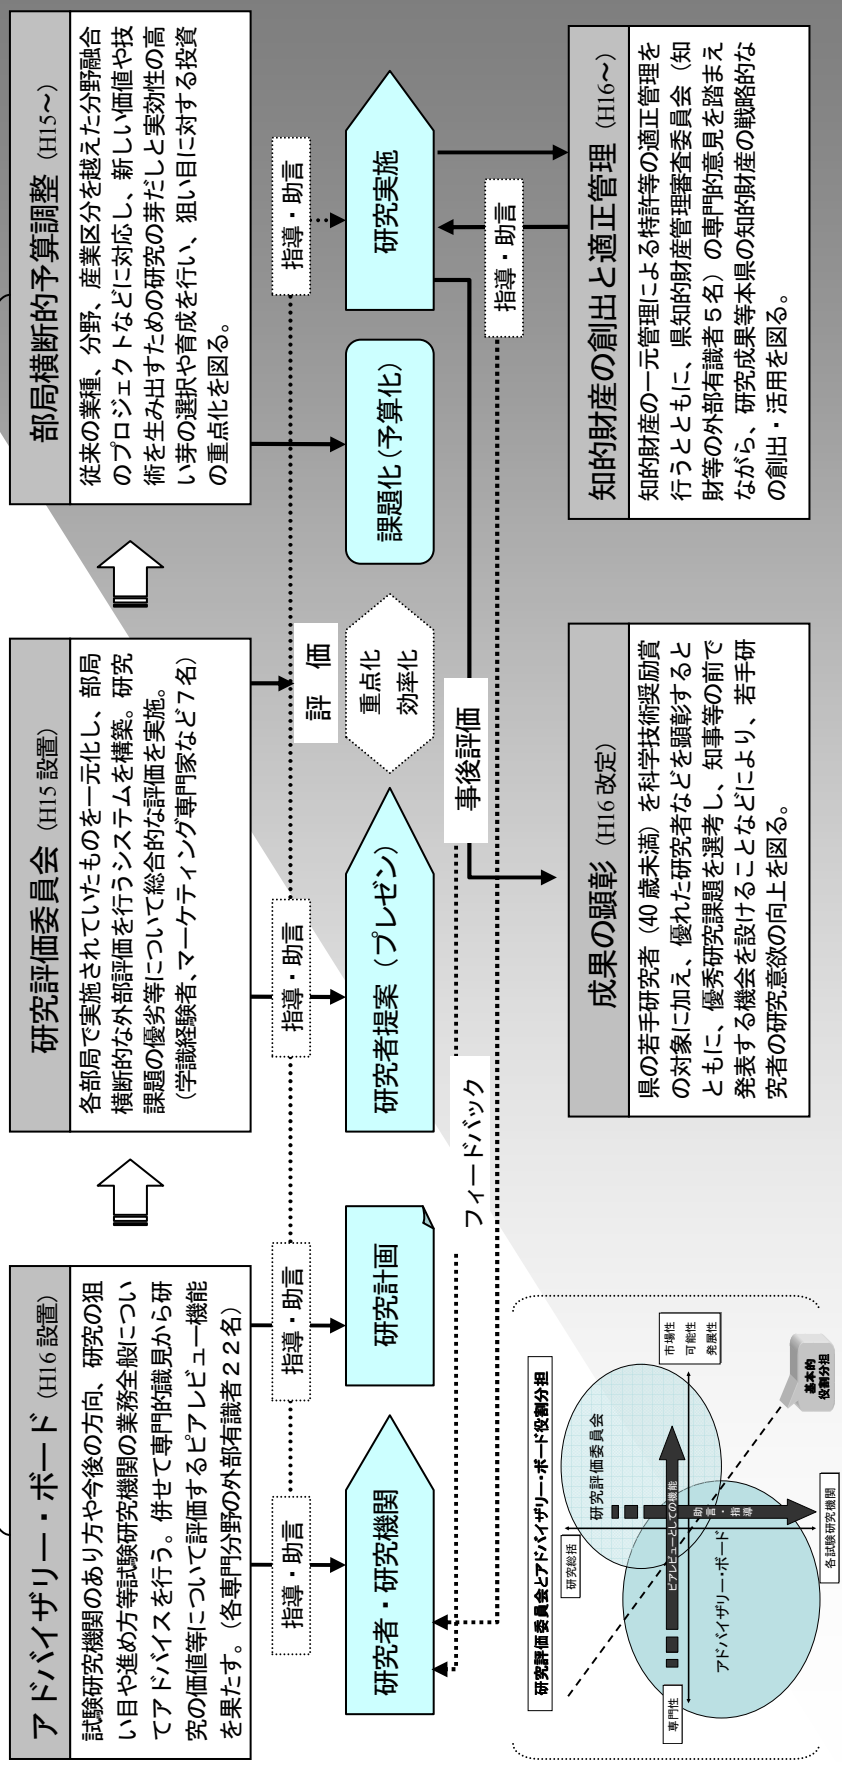 アドバイザリー・ボード（H16 設置）
試験研究機関のあり方や今後の方向、研究の狙
い目や進め方等試験研究機関の業務全般につい
てアドバイスを行う。併せて専門的識見から研
究の価値等について評価するピアレビュー機能
を果たす。（各専門分野の外部有識者２２名）
研究評価委員会（H15 設置）
各部局で実施されていたものを一元化し、部局
横断的な外部評価を行うシステムを構築。研究
課題の優劣等について総合的な評価を実施。
（学識経験者、マーケティング専門家など７名）
部局横断的予算調整（H15～）
従来の業種、分野、産業区分を越えた分野融合
のプロジェクトなどに対応し、新しい価値や技
術を生み出すための研究の芽だしと実効性の高
い芽の選択や育成を行い、狙い目に対する投資
の重点化を図る。
指導・助言
指導・助言
指導・助言
評　価
指導・助言
研究者・研究機関
研究計画
研究者提案（プレゼン）
重点化
効率化
課題化（予算化）
研究実施
フィードバック
事後評価
指導・助言
成果の顕彰（H16 改定）
県の若手研究者（40 歳未満）を科学技術奨励賞
の対象に加え、優れた研究者などを顕彰すると
ともに、優秀研究課題を選考し、知事等の前で
発表する機会を設けることなどにより、若手研
究者の研究意欲の向上を図る。
知的財産の創出と適正管理（H16～）
知的財産の一元管理による特許等の適正管理を
行うとともに、県知的財産管理審査委員会（知
財等の外部有識者５名）の専門的意見を踏まえ
ながら、研究成果等本県の知的財産の戦略的な
の創出・活用を図る。
研究評価委員会とアドバイザリー・ボード役割分担
研究総括
研究評価委員会
市場性
可能性
発展性
専門性
ピアレビューとしての機能
助言・指導
アドバイザリー・ボード
各試験研究機関
基本的
役割分担